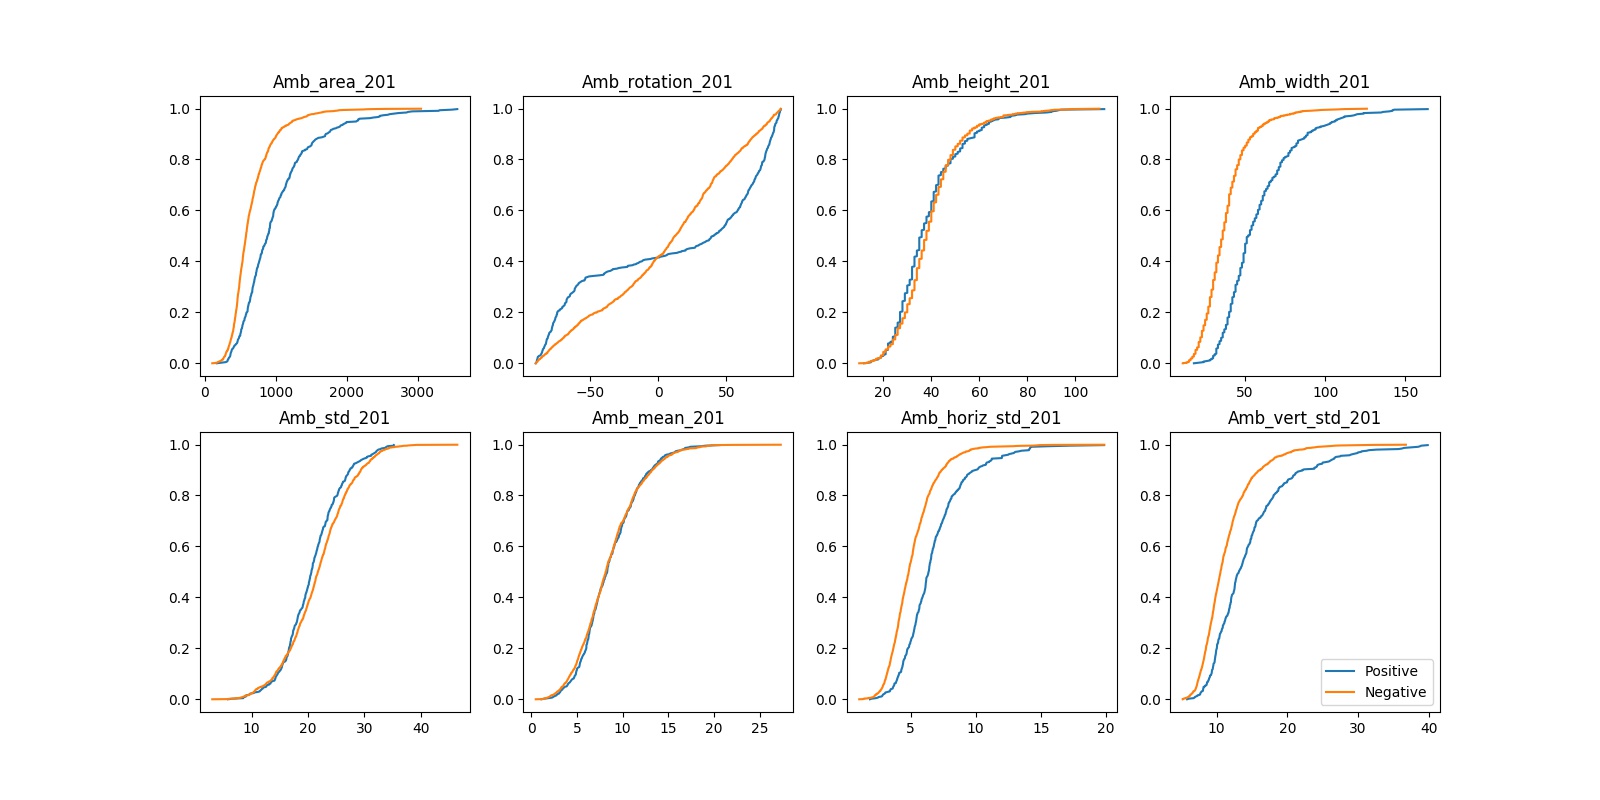 Amb_area_201
Amb_rotation_201
Amb_height_201
Amb_width_201
1.0
0.8
0.6
0.4
0.2
0.0
0 1000 2000 3000
1.0
0.8
0.6
0.4
0.2
0.0
−50 0 50
1.0
0.8
0.6
0.4
0.2
0.0
20 40 60 80 100
1.0
0.8
0.6
0.4
0.2
0.0
50 100 150
Amb_std_201
Amb_mean_201
Amb_horiz_std_201
Amb_vert_std_201
1.0
0.8
0.6
0.4
0.2
0.0
10 20 30 40
1.0
0.8
0.6
0.4
0.2
0.0
0 5 10 15 20 25
1.0
0.8
0.6
0.4
0.2
0.0
5 10 15 20
1.0
0.8
0.6
0.4
0.2
0.0
10 20 30 40
Positive
Negative